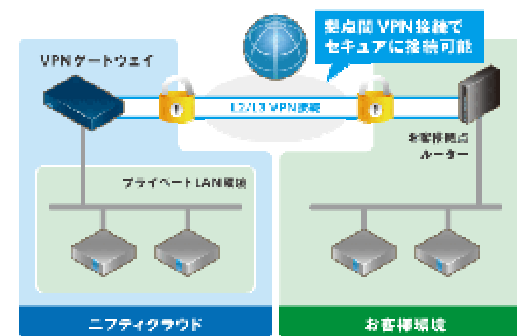 拠点間VPN接続で
セキュアに接続可能
VPNゲートウェイ
L2/L3 VPN接続
お客様拠点
ルーター
プライベートLAN環境
ニフティクラウド
お客様環境